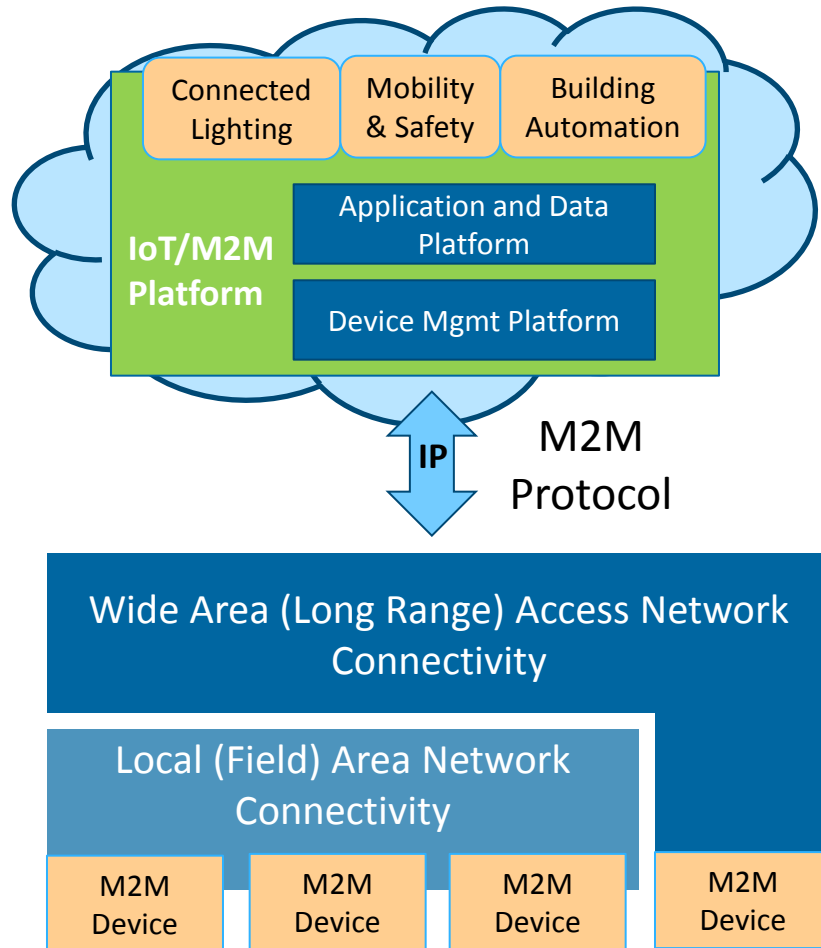 Connected
Lighting
Mobility
& Safety
Building
Automation
IoT/M2M
Platform
Application and Data
Platform
Device Mgmt Platform
IP
M2M
Protocol
Wide Area (Long Range) Access Network
Connectivity
Local (Field) Area Network
Connectivity
M2M
Device
M2M
Device
M2M
Device
M2M
Device